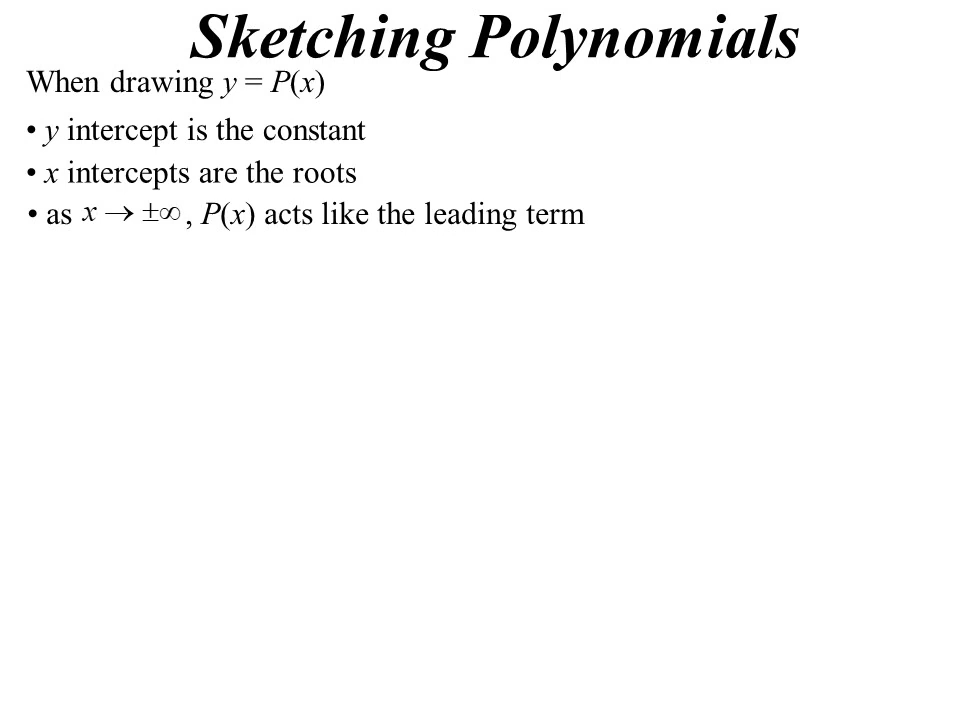 Sketching Polynomials
When drawing y = P(x)
• y intercept is the constant
• x intercepts are the roots
• as x → ±∞, P(x) acts like the leading term